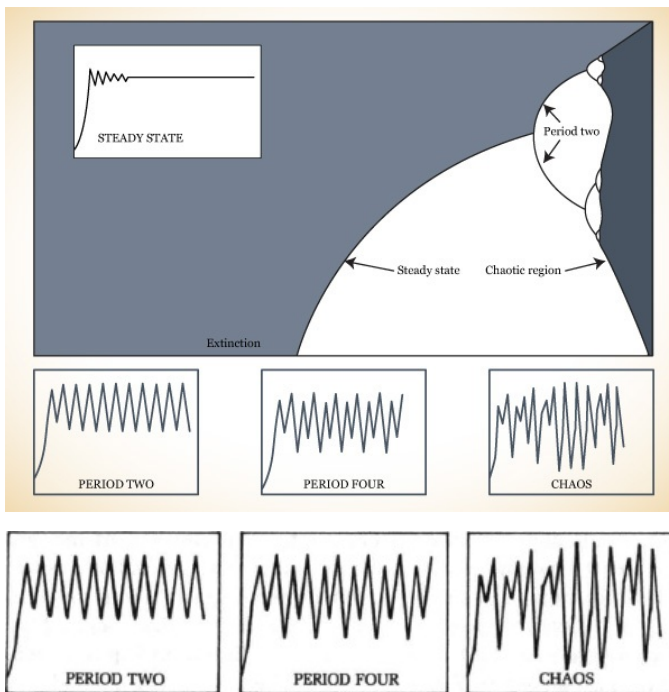 STEADY STATE
Period two
Steady state
Chaotic region
Extinction
PERIOD TWO
PERIOD FOUR
CHAOS
PERIOD TWO
PERIOD FOUR
CHAOS